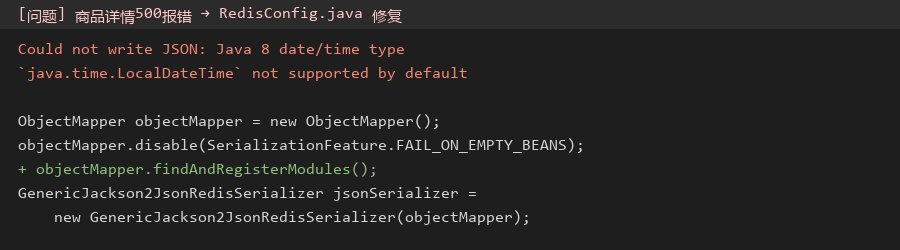 [问题] 商品详情500报错 → RedisConfig.java 修复
Could not write JSON: Java 8 date/time type
`java.time.LocalDateTime` not supported by default
ObjectMapper objectMapper = new ObjectMapper();
objectMapper.disable(SerializationFeature.FAIL_ON_EMPTY_BEANS);
+ objectMapper.findAndRegisterModules();
GenericJackson2JsonRedisSerializer jsonSerializer =
    new GenericJackson2JsonRedisSerializer(objectMapper);